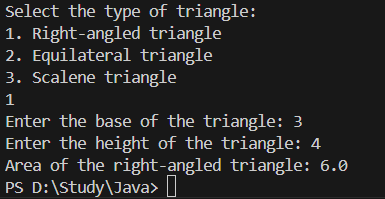 Select the type of triangle:
1. Right-angled triangle
2. Equilateral triangle
3. Scalene triangle
1
Enter the base of the triangle: 3
Enter the height of the triangle: 4
Area of the right-angled triangle: 6.0
PS D:\Study\Java>